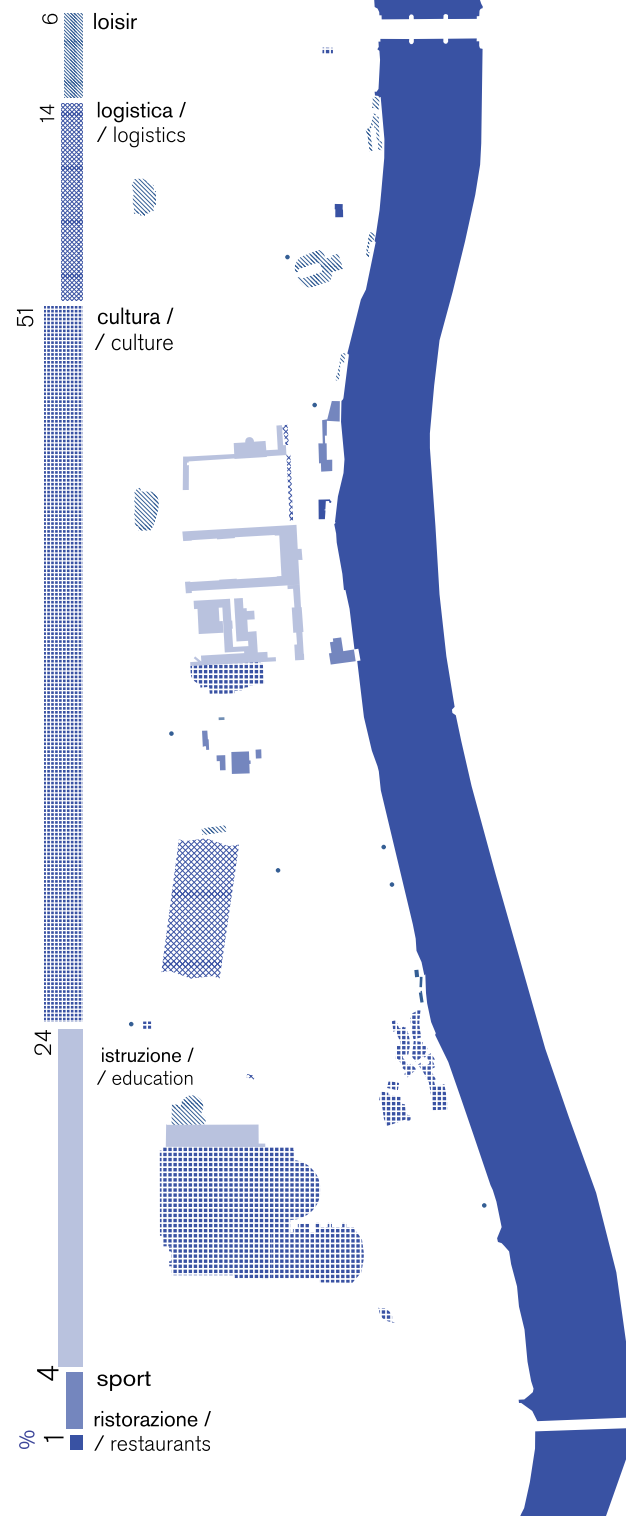 6
loisir
14
logistica /
/ logistics
51
cultura /
/ culture
24
istruzione /
/ education
4
sport
ristorazione /
/ restaurants
1
%